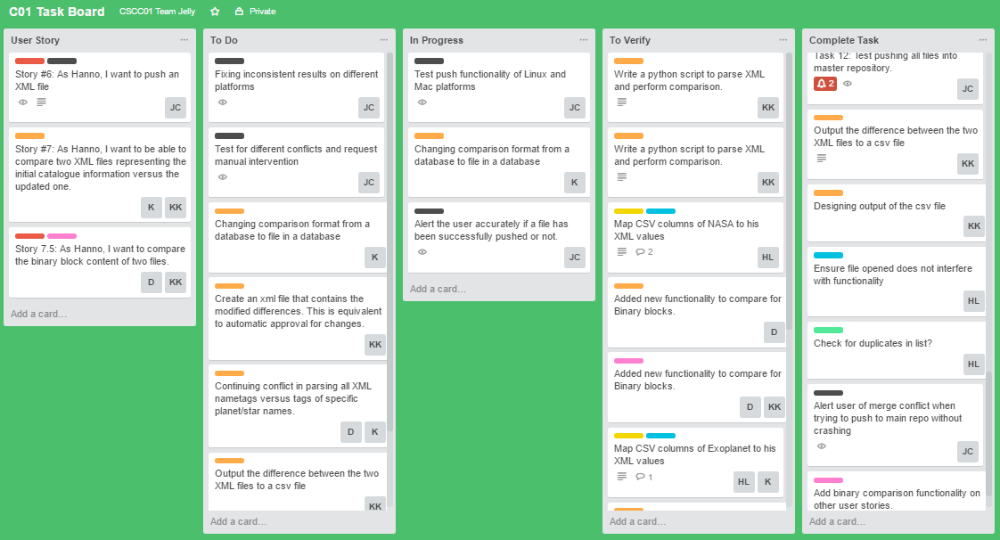 C01 Task Board CSCC01 Team Jelly Private
User Story
Story #6: As Hanno, I want to push an
XML file
JC
Story #7: As Hanno, I want to be able to
compare two XML files representing the
initial catalogue information versus the
updated one.
K KK
Story 7.5: As Hanno, I want to compare
the binary block content of two files.
D KK
Add a card...
To Do
Fixing inconsistent results on different
platforms
JC
Test for different conflicts and request
manual intervention
JC
Changing comparison format from a
database to file in a database
K
Create an xml file that contains the
modified differences. This is equivalent
to automatic approval for changes.
KK
Continuing conflict in parsing all XML
nametags versus tags of specific
planet/star names.
D K
Output the difference between the two
XML files to a csv file
KK
Add a card...
In Progress
Test push functionality of Linux and
Mac platforms
JC
Changing comparison format from a
database to file in a database
K
Alert the user accurately if a file has
been successfully pushed or not.
JC
Add a card...
To Verify
Write a python script to parse XML
and perform comparison.
KK
Write a python script to parse XML
and perform comparison.
KK
Map CSV columns of NASA to his
XML values
2
HL
Added new functionality to compare for
Binary blocks.
D
Added new functionality to compare for
Binary blocks.
D KK
Map CSV columns of Exoplanet to his
XML values
1
HL K
Add a card...
Complete Task
Task 12: Test pushing all files into
master repository.
2
JC
Output the difference between the two
XML files to a csv file
KK
Designing output of the csv file
KK
Ensure file opened does not interfere
with functionality
HL
Check for duplicates in list?
HL
Alert user of merge conflict when
trying to push to main repo without
crashing
JC
Add binary comparison functionality on
other user stories.
Add a card...